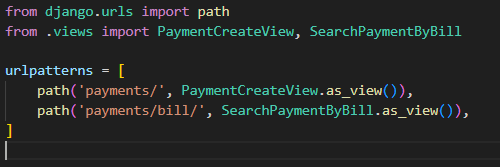 from django.urls import path
from .views import PaymentCreateView, SearchPaymentByBill

urlpatterns = [
    path('payments/', PaymentCreateView.as_view()),
    path('payments/bill/', SearchPaymentByBill.as_view()),
]